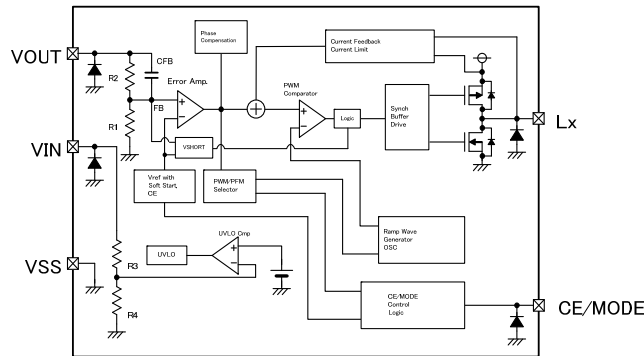 Phase
Compensation
Current Feedback
Current Limit
VOUT
CFB
R2
Error Amp.
FB
R1
PWM
Comparator
Logic
Synch
Buffer
Drive
Lx
VIN
VSHORT
Vref with
Soft Start,
CE
PWM/PFM
Selector
Ramp Wave
Generator
OSC
UVLO Cmp
UVLO
VSS
R3
R4
CE/MODE
Control
Logic
CE/MODE